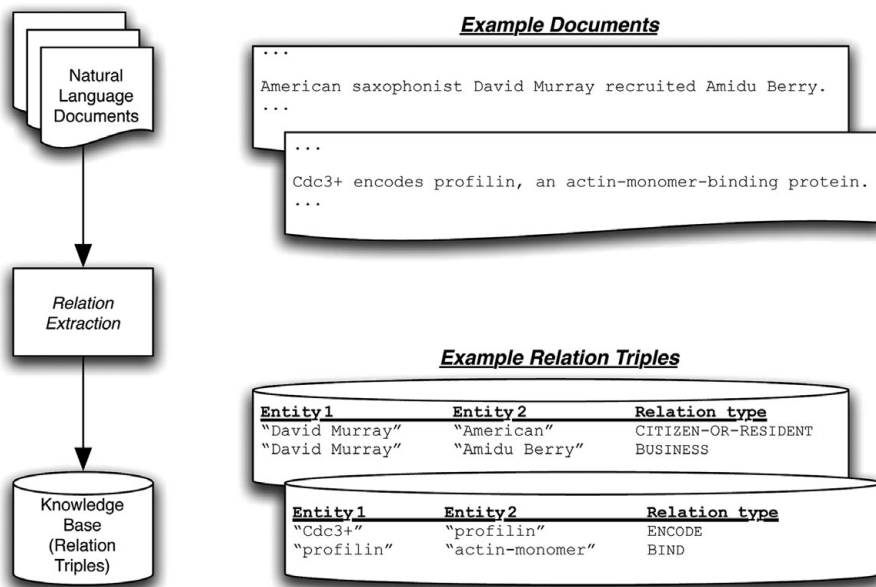 Natural
Language
Documents
Relation
Extraction
Knowledge
Base
(Relation
Triples)
Example Documents
...
American saxophonist David Murray recruited Amidu Berry.
...
...
Cdc3+ encodes profilin, an actin-monomer-binding protein.
...
Example Relation Triples
Entity1 Entity2 Relation type
“David Murray” “American” CITIZEN-OR-RESIDENT
“David Murray” “Amidu Berry” BUSINESS
Entity1 Entity2 Relation type
“Cdc3+” “profilin” ENCODE
“profilin” “actin-monomer” BIND